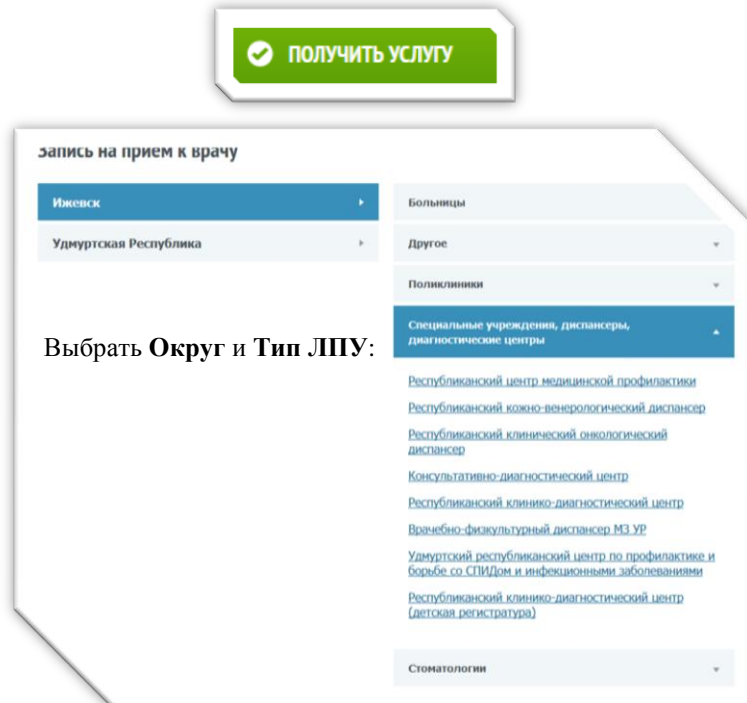 ПОЛУЧИТЬ УСЛУГУ
Запись на прием к врачу
Ижевск
Удмуртская Республика
Выбрать Округ и Тип ЛПУ:
Больницы
Другое
Поликлиники
Специальные учреждения, диспансеры,
диагностические центры
Республиканский центр медицинской профилактики
Республиканский кожно-венерологический диспансер
Республиканский клинический онкологический
диспансер
Консультативно-диагностический центр
Республиканский клинико-диагностический центр
Врачебно-физкультурный диспансер МЗ УР
Удмуртский республиканский центр по профилактике и
борьбе со СПИДом и инфекционными заболеваниями
Республиканский клинико-диагностический центр
(детская регистратура)
Стоматологии